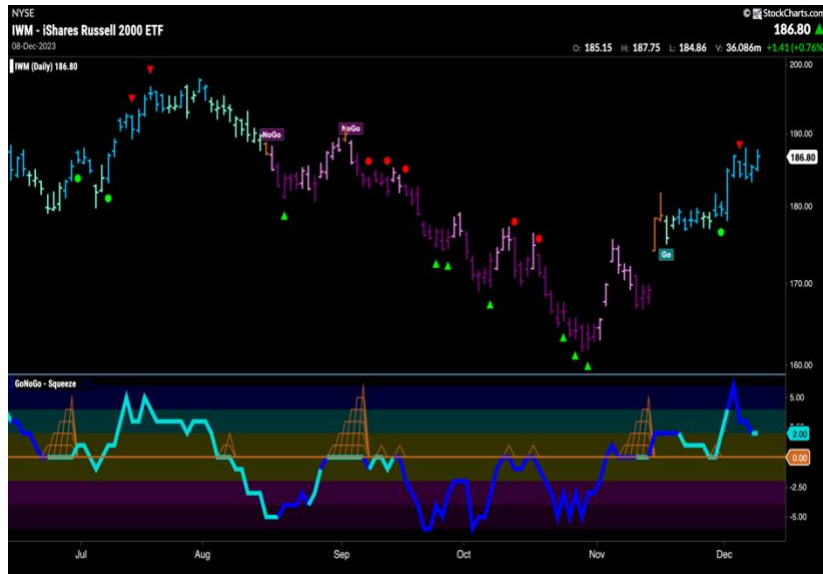 NYSE
© StockCharts.com
IWM - iShares Russell 2000 ETF
186.80
08-Dec-2023
O: 185.15 H: 187.75 L: 184.86 V: 36.086m +1.41 (+0.76%)
IWM (Daily) 186.80
200.00
190.00
NoGo
NoGo
186.80
180.00
Go
170.00
160.00
GoNoGo - Squeeze
5.00
2.00
0.00
-2.50
-5.00
Jul Aug Sep Oct Nov Dec